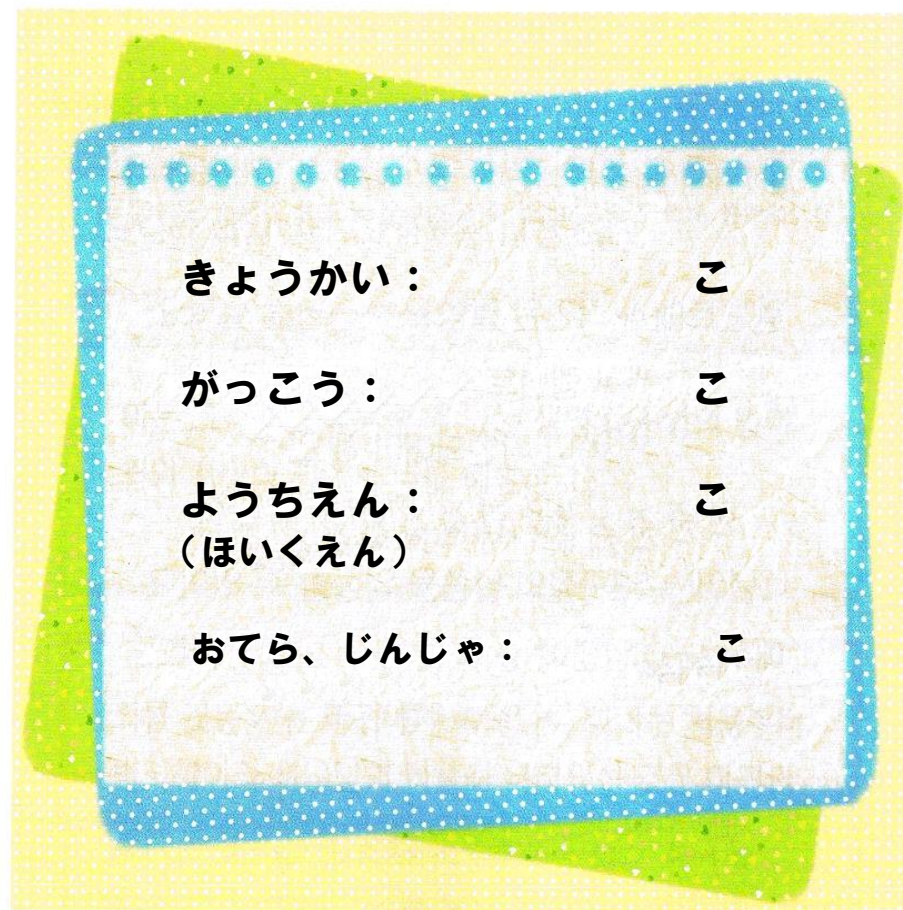 きょうかい： こ
がっこう： こ
ようちえん： こ
（ほいくえん）
おてら、じんじゃ： こ